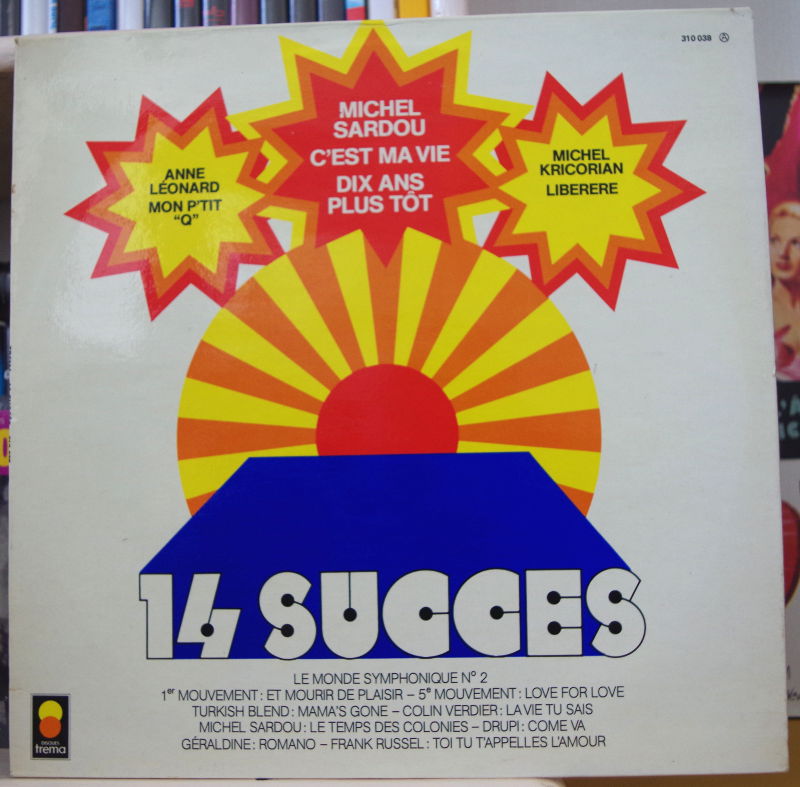 310 038 Ⓐ
MICHEL
SARDOU
C'EST MA VIE
DIX ANS
PLUS TÔT
ANNE
LÉONARD
MON P'TIT
"Q"
MICHEL
KRICORIAN
LIBERERE
14 SUCCES
LE MONDE SYMPHONIQUE N° 2
1er MOUVEMENT : ET MOURIR DE PLAISIR – 5e MOUVEMENT : LOVE FOR LOVE
TURKISH BLEND : MAMA'S GONE – COLIN VERDIER : LA VIE TU SAIS
MICHEL SARDOU : LE TEMPS DES COLONIES – DRUPI : COME VA
GÉRALDINE : ROMANO – FRANK RUSSEL : TOI TU T'APPELLES L'AMOUR
DISQUES
trema